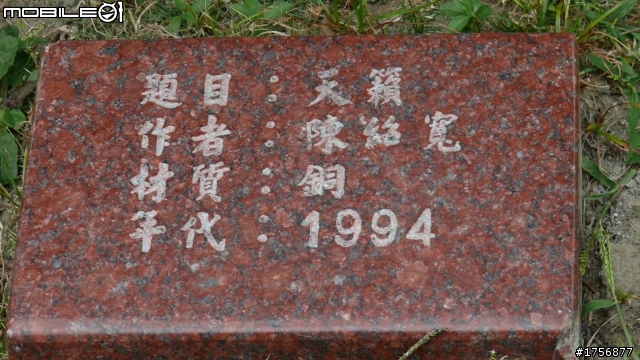 mobile01
題目：天籟
作者：陳紹寬
材質：銅
年代：1994
#1756877